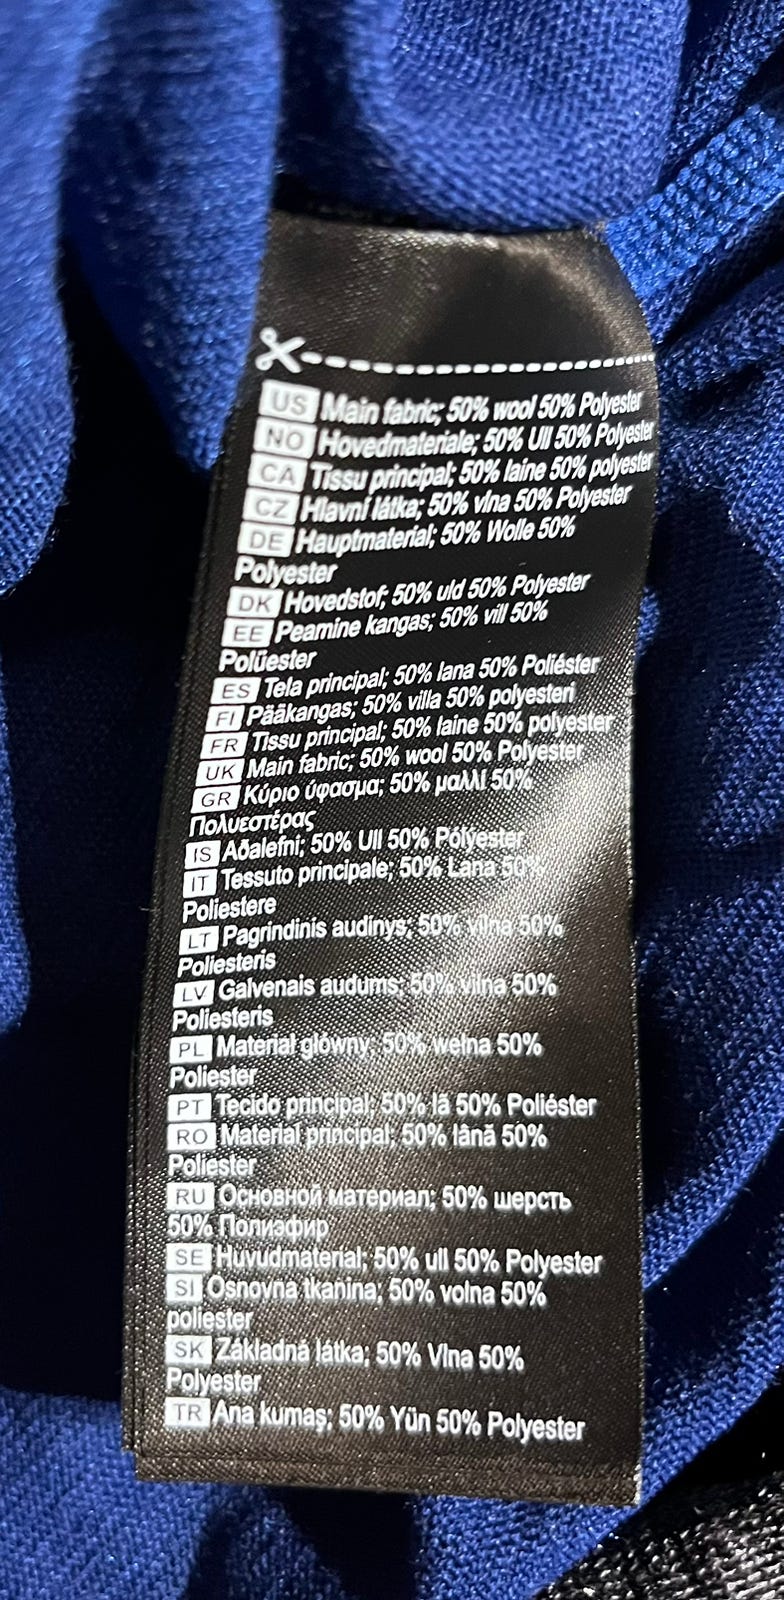 US Main fabric; 50% wool 50% Polyester
NO Hovedmateriale; 50% Ull 50% Polyester
CA Tissu principal; 50% laine 50% polyester
CZ Hlavní látka; 50% vlna 50% Polyester
DE Hauptmaterial; 50% Wolle 50%
Polyester
DK Hovedstof; 50% uld 50% Polyester
EE Peamine kangas; 50% vill 50%
Polüester
ES Tela principal; 50% lana 50% Poliéster
FI Pääkangas; 50% villa 50% polyesteri
FR Tissu principal; 50% laine 50% polyester
UK Main fabric; 50% wool 50% Polyester
GR Κύριο ύφασμα; 50% μαλλί 50%
Πολυεστέρας
IS Aðalefni; 50% Ull 50% Pólýester
IT Tessuto principale; 50% Lana 50%
Poliestere
LT Pagrindinis audinys; 50% vilna 50%
Poliesteris
LV Galvenais audums; 50% vilna 50%
Poliesteris
PL Materiał główny; 50% wełna 50%
Poliester
PT Tecido principal; 50% lã 50% Poliéster
RO Material principal; 50% lână 50%
Poliester
RU Основной материал; 50% шерсть
50% Полиэфир
SE Huvudmaterial; 50% ull 50% Polyester
SI Osnovna tkanina; 50% volna 50%
poliester
SK Základná látka; 50% Vlna 50%
Polyester
TR Ana kumaş; 50% Yün 50% Polyester